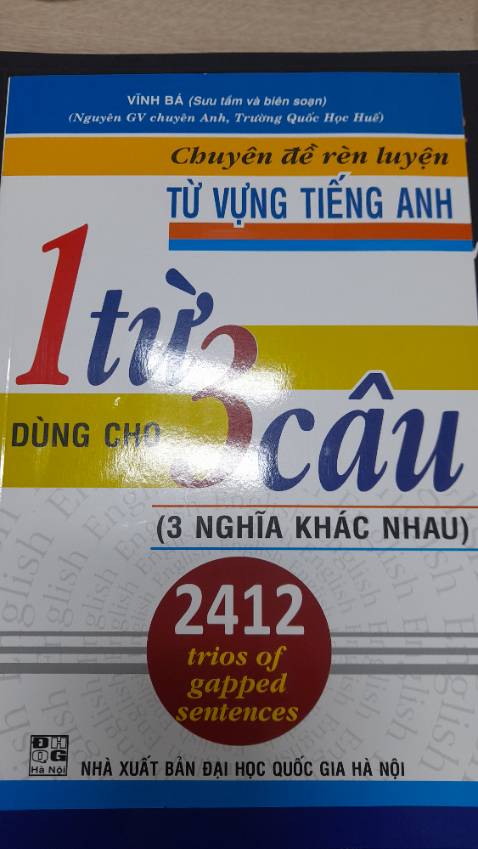 VĨNH BÁ (Sưu tầm và biên soạn)
(Nguyên GV chuyên Anh, Trường Quốc Học Huế)
Chuyên đề rèn luyện
TỪ VỰNG TIẾNG ANH
1 từ
DÙNG CHO 3 câu
(3 NGHĨA KHÁC NHAU)
2412
trios of
gapped
sentences
ĐH
QG
Hà Nội
NHÀ XUẤT BẢN ĐẠI HỌC QUỐC GIA HÀ NỘI